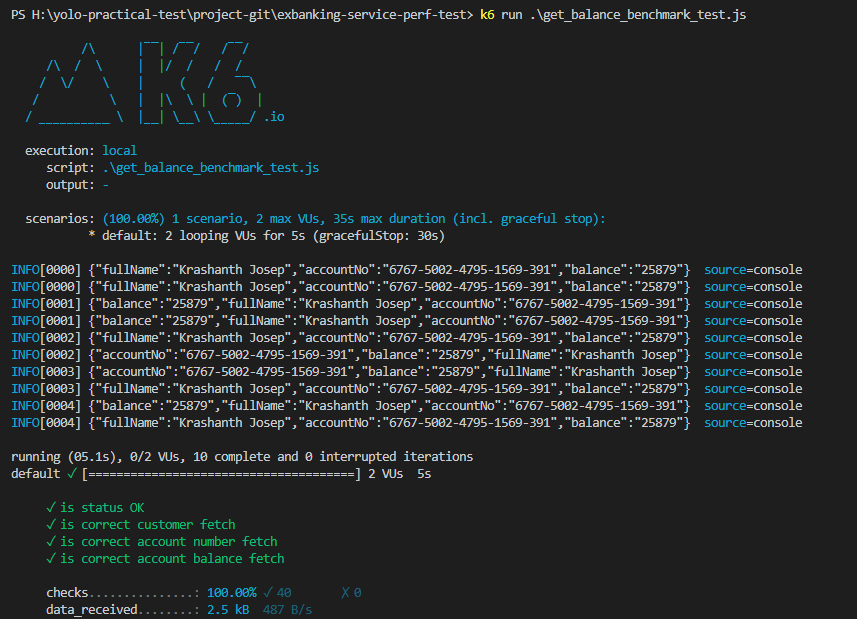 PS H:\yolo-practical-test\project-git\exbanking-service-perf-test> k6 run .\get_balance_benchmark_test.js
          /\      |‾‾| /‾‾/   /‾‾/
     /\  /  \     |  |/  /   /  /
    /  \/    \    |     (   /   ‾‾\
   /          \   |  |\  \ |  (‾)  |
  / __________ \  |__| \__\ \_____/ .io
  execution: local
     script: .\get_balance_benchmark_test.js
     output: -
  scenarios: (100.00%) 1 scenario, 2 max VUs, 35s max duration (incl. graceful stop):
           * default: 2 looping VUs for 5s (gracefulStop: 30s)
INFO[0000] {"fullName":"Krashanth Josep","accountNo":"6767-5002-4795-1569-391","balance":"25879"}  source=console
INFO[0000] {"fullName":"Krashanth Josep","accountNo":"6767-5002-4795-1569-391","balance":"25879"}  source=console
INFO[0001] {"balance":"25879","fullName":"Krashanth Josep","accountNo":"6767-5002-4795-1569-391"}  source=console
INFO[0001] {"balance":"25879","fullName":"Krashanth Josep","accountNo":"6767-5002-4795-1569-391"}  source=console
INFO[0002] {"fullName":"Krashanth Josep","accountNo":"6767-5002-4795-1569-391","balance":"25879"}  source=console
INFO[0002] {"accountNo":"6767-5002-4795-1569-391","balance":"25879","fullName":"Krashanth Josep"}  source=console
INFO[0003] {"accountNo":"6767-5002-4795-1569-391","balance":"25879","fullName":"Krashanth Josep"}  source=console
INFO[0003] {"fullName":"Krashanth Josep","accountNo":"6767-5002-4795-1569-391","balance":"25879"}  source=console
INFO[0004] {"balance":"25879","fullName":"Krashanth Josep","accountNo":"6767-5002-4795-1569-391"}  source=console
INFO[0004] {"fullName":"Krashanth Josep","accountNo":"6767-5002-4795-1569-391","balance":"25879"}  source=console
running (05.1s), 0/2 VUs, 10 complete and 0 interrupted iterations
default ✓ [======================================] 2 VUs  5s
     ✓ is status OK
     ✓ is correct customer fetch
     ✓ is correct account number fetch
     ✓ is correct account balance fetch
     checks...............: 100.00% ✓ 40       ✗ 0
     data_received........: 2.5 kB  487 B/s